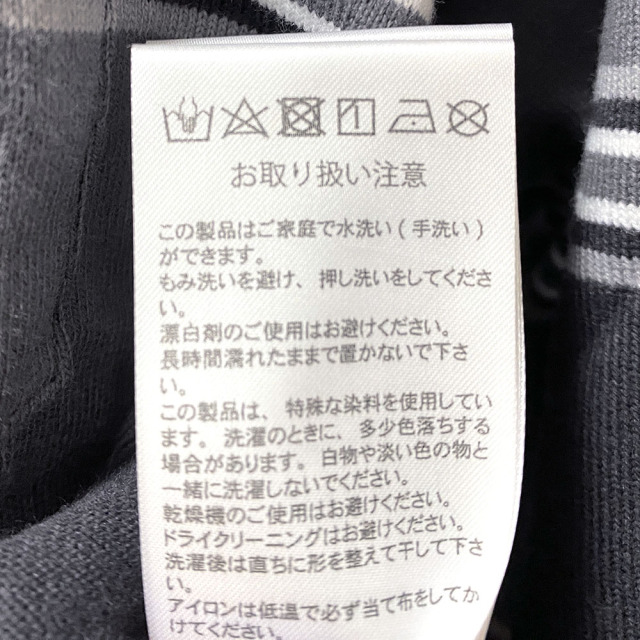 お取り扱い注意
この製品はご家庭で水洗い(手洗い)
ができます。
もみ洗いを避け、押し洗いをしてくださ
い。
漂白剤のご使用はお避けください。
長時間濡れたままで置かないで下さ
い。
この製品は、特殊な染料を使用してい
ます。洗濯のときに、多少色落ちする
場合があります。白物や淡い色の物と
一緒に洗濯しないでください。
乾燥機のご使用はお避けください。
ドライクリーニングはお避けください。
洗濯後は直ちに形を整えて干して下さ
い。
アイロンは低温で必ず当て布をしてか
けてください。